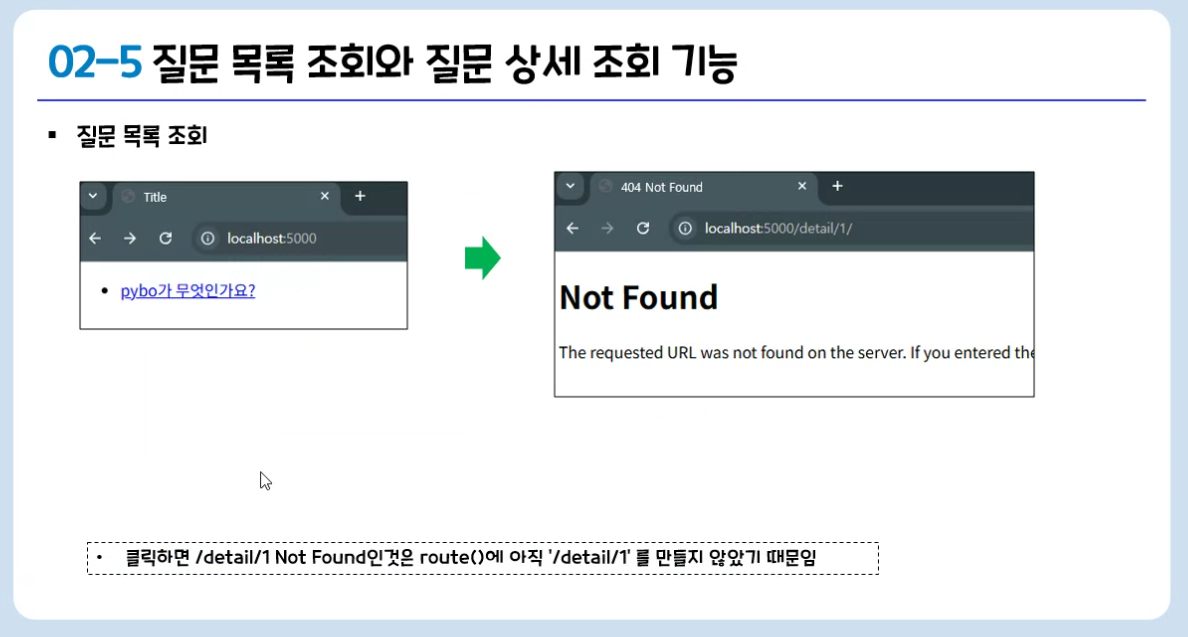 02-5 질문 목록 조회와 질문 상세 조회 기능
▪ 질문 목록 조회
Title
localhost:5000
• pybo가 무엇인가요?
404 Not Found
localhost:5000/detail/1/
Not Found
The requested URL was not found on the server. If you entered the
• 클릭하면 /detail/1 Not Found인것은 route()에 아직 '/detail/1' 를 만들지 않았기 때문임